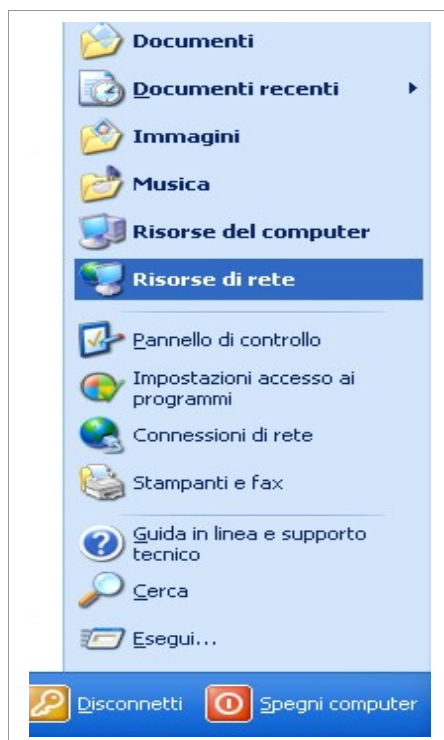 Documenti
Documenti recenti
Immagini
Musica
Risorse del computer
Risorse di rete
Pannello di controllo
Impostazioni accesso ai
programmi
Connessioni di rete
Stampanti e fax
Guida in linea e supporto
tecnico
Cerca
Esegui...
Disconnetti Spegni computer